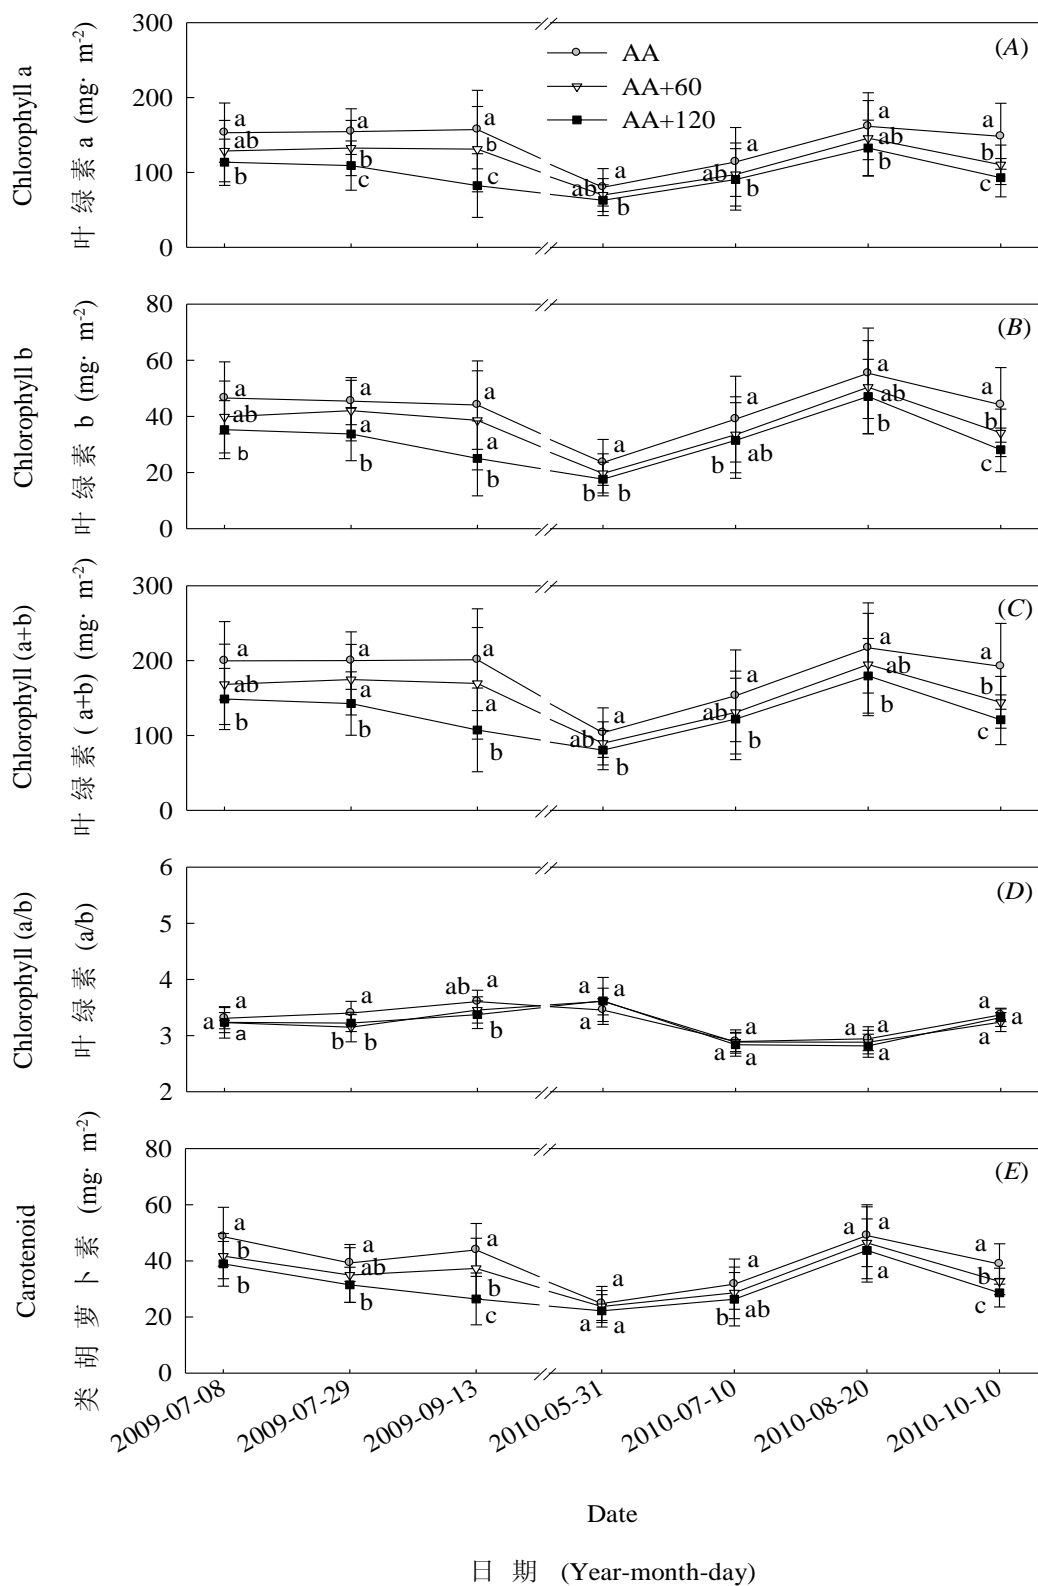 Chlorophyll a
叶绿素 a (mg· m-2)
300
200
100
0
(A)
AA
AA+60
AA+120
a a a a a a a
ab b b ab ab ab b
b c c b b b c
Chlorophyll b
叶绿素 b (mg· m-2)
80
60
40
20
0
(B)
a a a a a a a
ab a a b b ab b
b b b b ab b c
Chlorophyll (a+b)
叶绿素 (a+b) (mg· m-2)
300
200
100
0
(C)
a a a a a a a
ab a a ab ab ab b
b b b b b b c
Chlorophyll (a/b)
叶绿素 (a/b)
6
5
4
3
2
(D)
a a ab a a a a a a
a a b b b a a a a a a
Carotenoid
类胡萝卜素 (mg· m-2)
80
60
40
20
0
(E)
a a a a a a a a
b ab b ab b
b b c a a b a c
2009-07-08
2009-07-29
2009-09-13
2010-05-31
2010-07-10
2010-08-20
2010-10-10
Date
日 期 (Year-month-day)